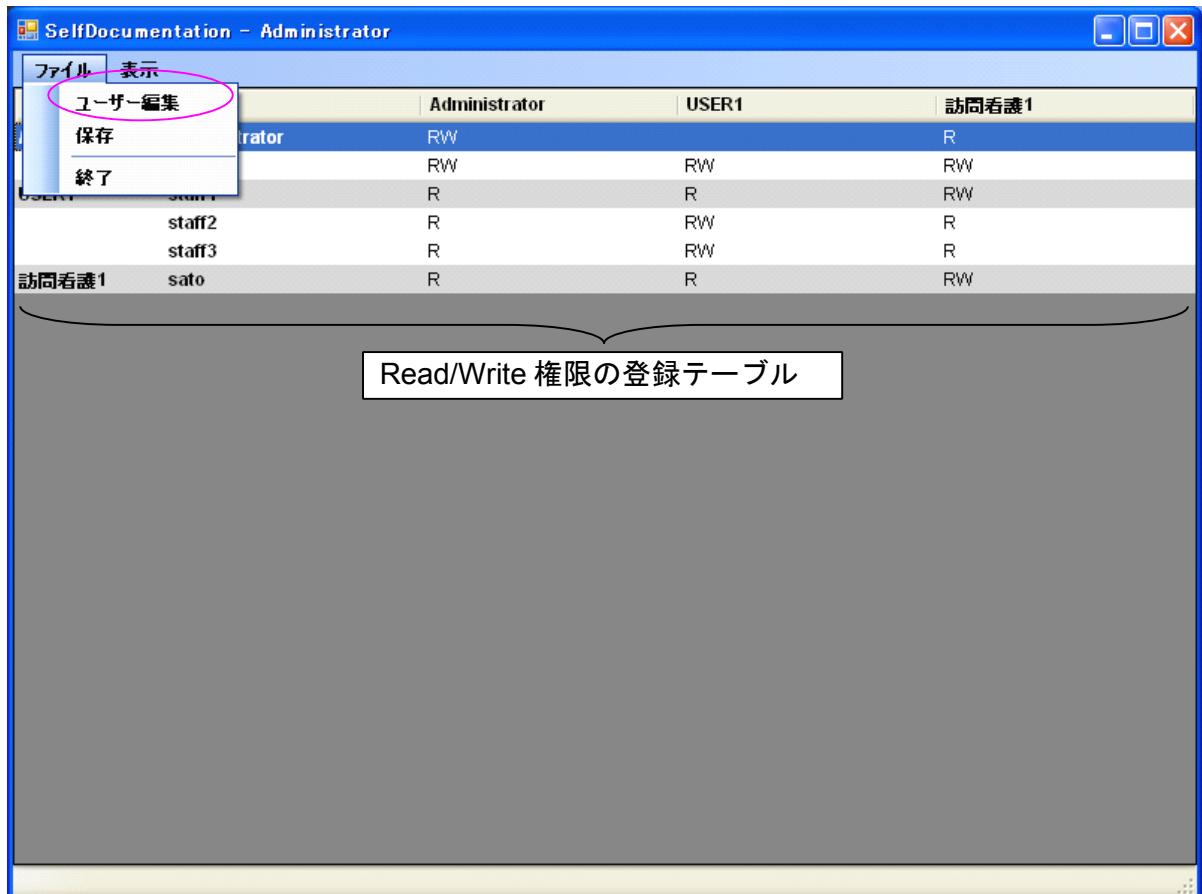 SelfDocumentation - Administrator
ファイル 表示
ユーザー編集
保存
終了
Administrator USER1 訪問看護1
trator RW R
RW RW RW
R R RW
staff2 R RW R
staff3 R RW R
訪問看護1 sato R R RW
Read/Write 権限の登録テーブル